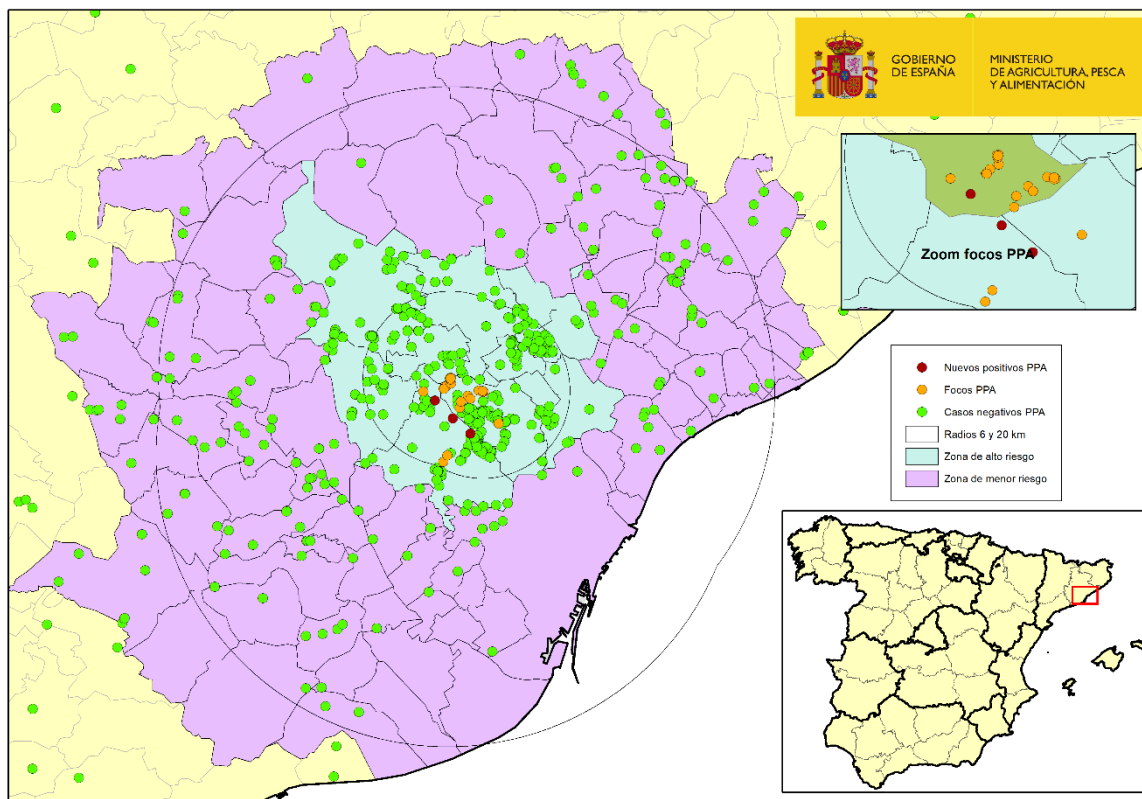 GOBIERNO
DE ESPAÑA
MINISTERIO
DE AGRICULTURA, PESCA
Y ALIMENTACIÓN
Zoom focos PPA
Nuevos positivos PPA
Focos PPA
Casos negativos PPA
Radios 6 y 20 km
Zona de alto riesgo
Zona de menor riesgo